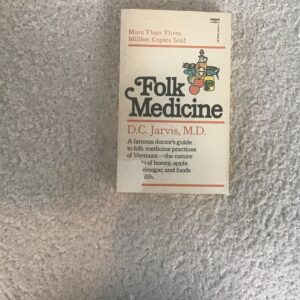 More Than Three
Million Copies Sold
Folk
Medicine
D.C. Jarvis, M.D.
A famous doctor's guide
to folk medicine practices
of Vermont—the nature
of honey, apple
vinegar, and foods